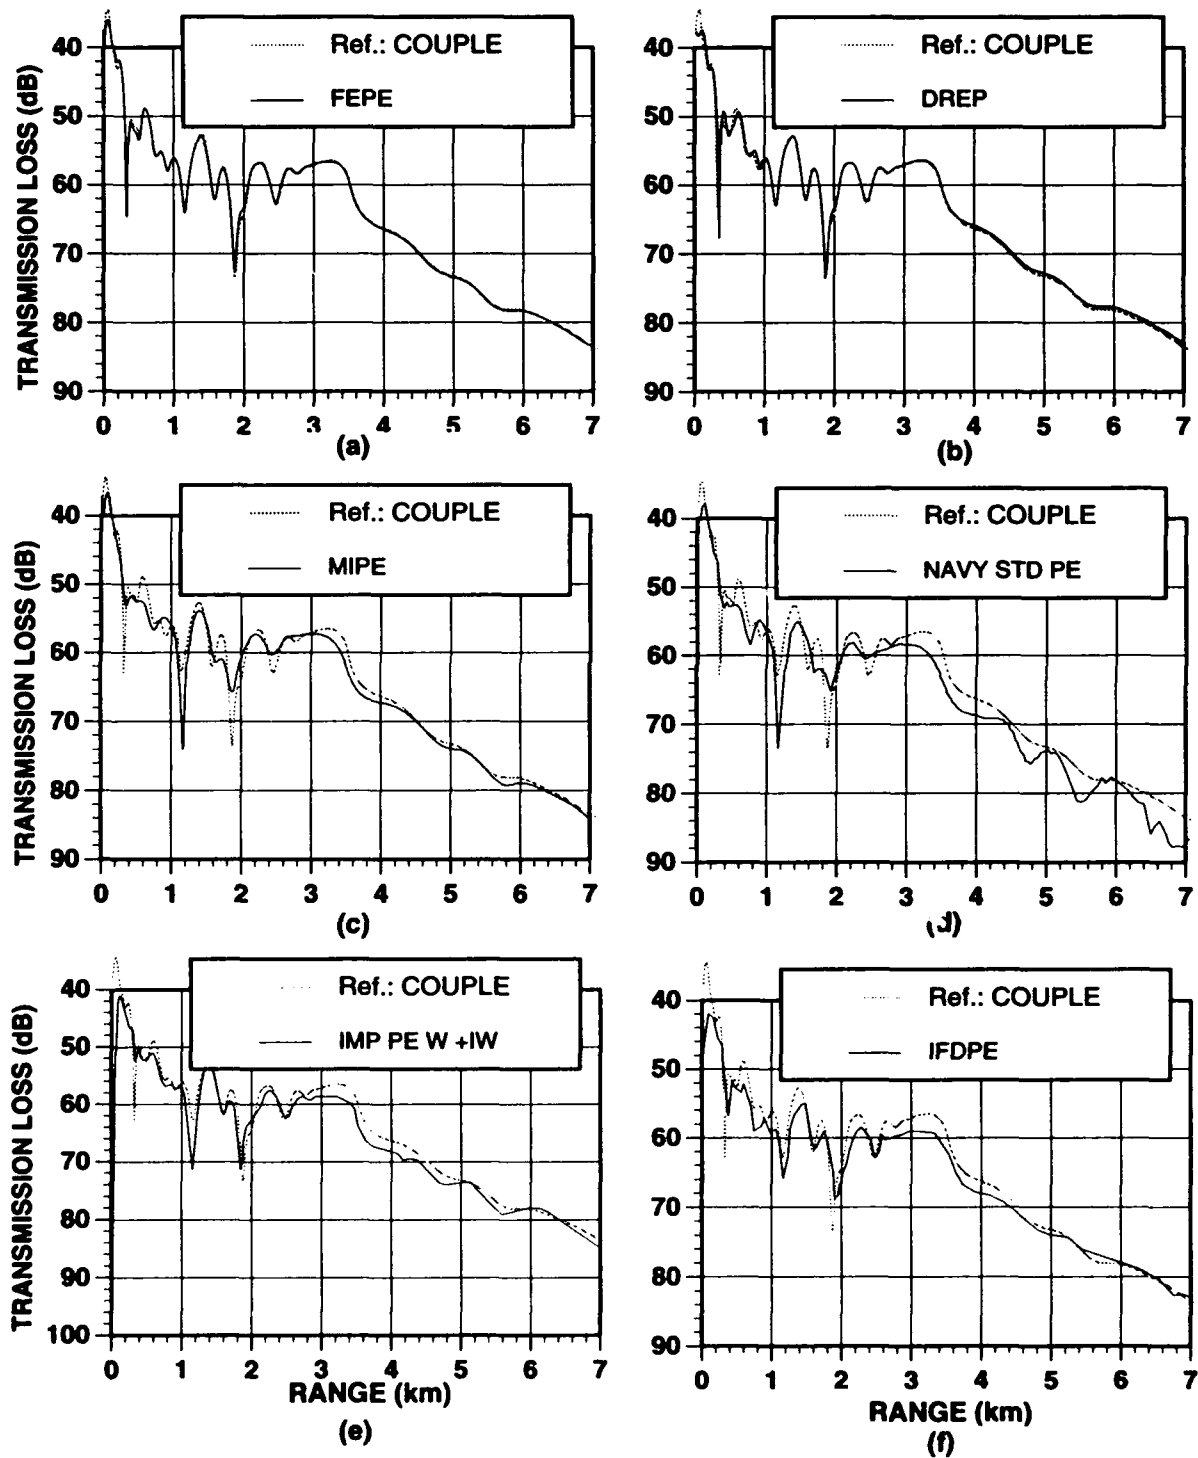 TRANSMISSION LOSS (dB)
40
50
60
70
80
90
Ref.: COUPLE
FEPE
0 1 2 3 4 5 6 7
(a)
40
50
60
70
80
90
Ref.: COUPLE
DREP
0 1 2 3 4 5 6 7
(b)
TRANSMISSION LOSS (dB)
40
50
60
70
80
90
Ref.: COUPLE
MIPE
0 1 2 3 4 5 6 7
(c)
40
50
60
70
80
90
Ref.: COUPLE
NAVY STD PE
0 1 2 3 4 5 6 7
(d)
TRANSMISSION LOSS (dB)
40
50
60
70
80
90
100
Ref.: COUPLE
IMP PE W +IW
0 1 2 3 4 5 6 7
RANGE (km)
(e)
40
50
60
70
80
90
Ref.: COUPLE
IFDPE
0 1 2 3 4 5 6 7
RANGE (km)
(f)